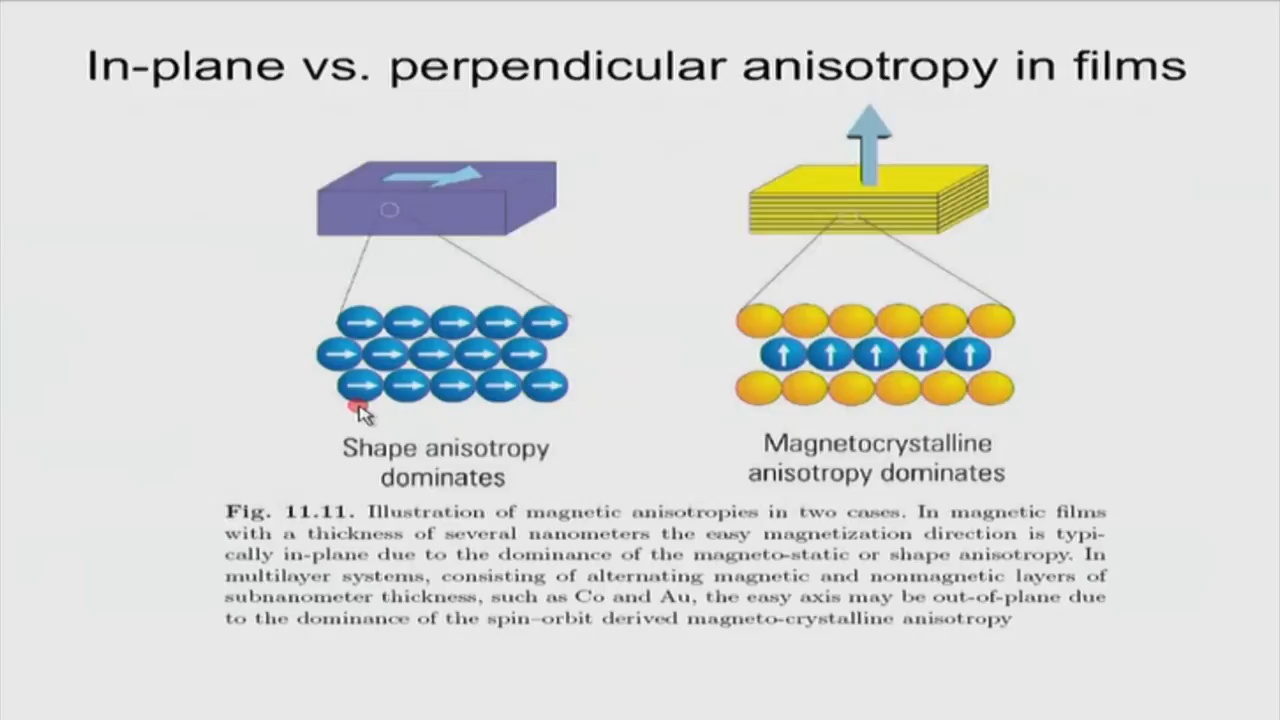 In-plane vs. perpendicular anisotropy in films
Shape anisotropy
dominates
Magnetocrystalline
anisotropy dominates
Fig. 11.11. Illustration of magnetic anisotropies in two cases. In magnetic films
with a thickness of several nanometers the easy magnetization direction is typi-
cally in-plane due to the dominance of the magneto-static or shape anisotropy. In
multilayer systems, consisting of alternating magnetic and nonmagnetic layers of
subnanometer thickness, such as Co and Au, the easy axis may be out-of-plane due
to the dominance of the spin–orbit derived magneto-crystalline anisotropy